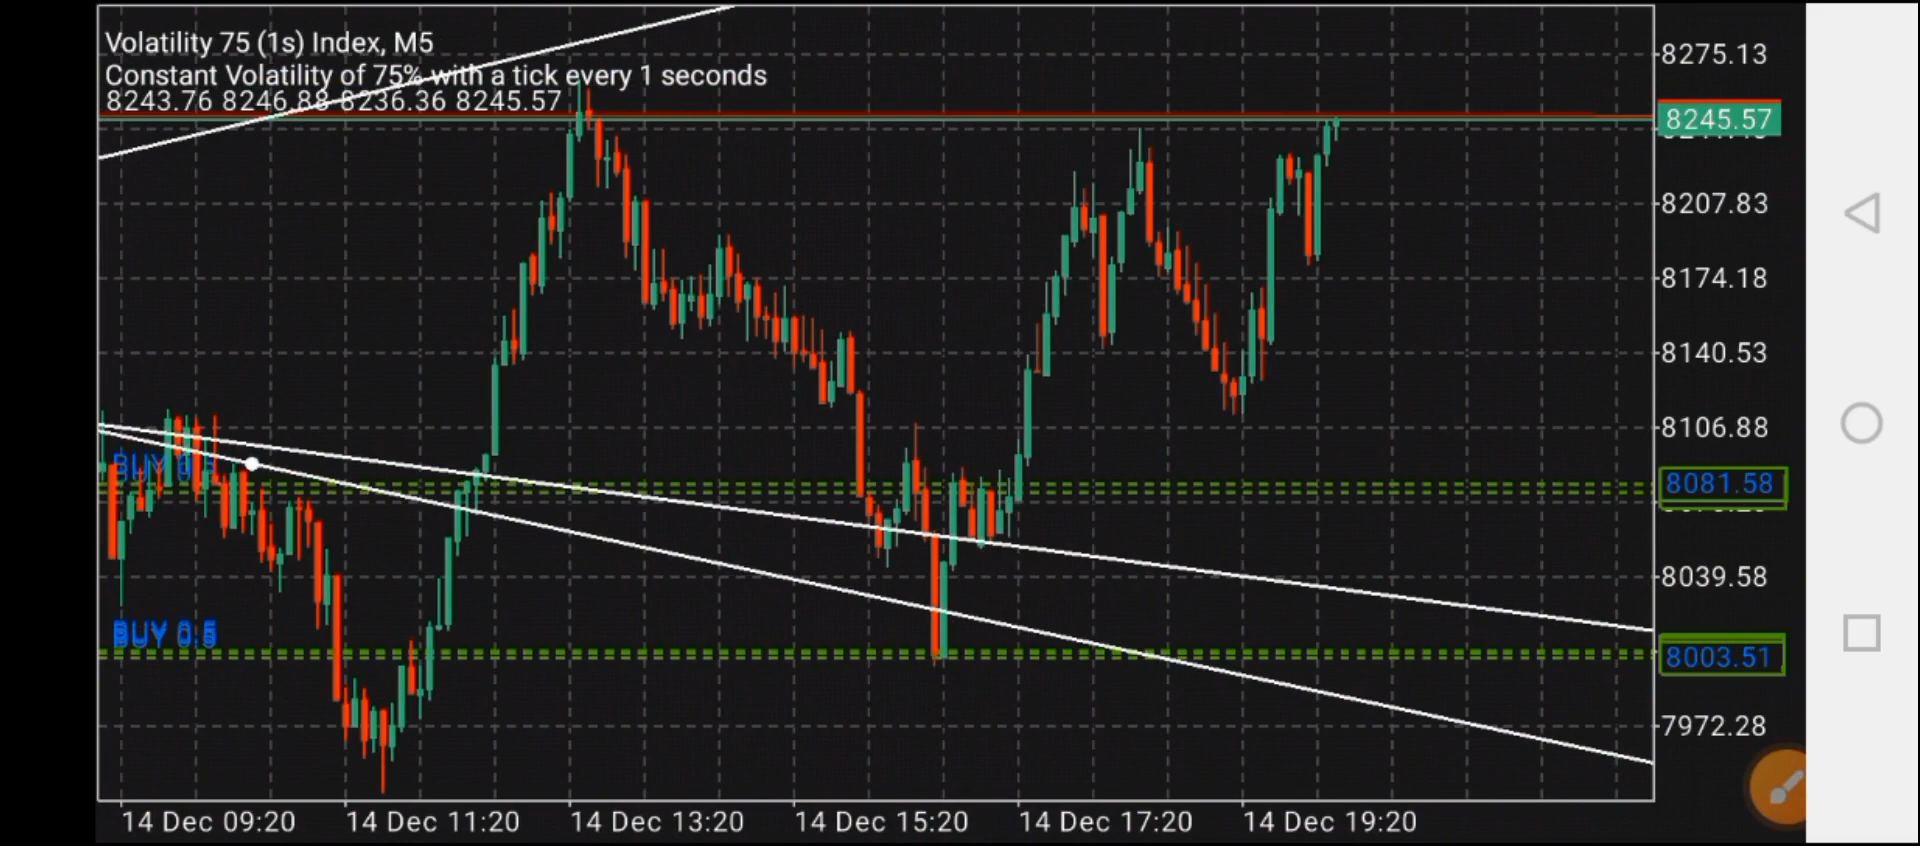 Volatility 75 (1s) Index, M5
Constant Volatility of 75% with a tick every 1 seconds
8243.76 8246.88 8236.36 8245.57
8275.13
8245.57
8207.83
8174.18
8140.53
8106.88
BUY
8081.58
8039.58
BUY 0.5
8003.51
7972.28
14 Dec 09:20 14 Dec 11:20 14 Dec 13:20 14 Dec 15:20 14 Dec 17:20 14 Dec 19:20